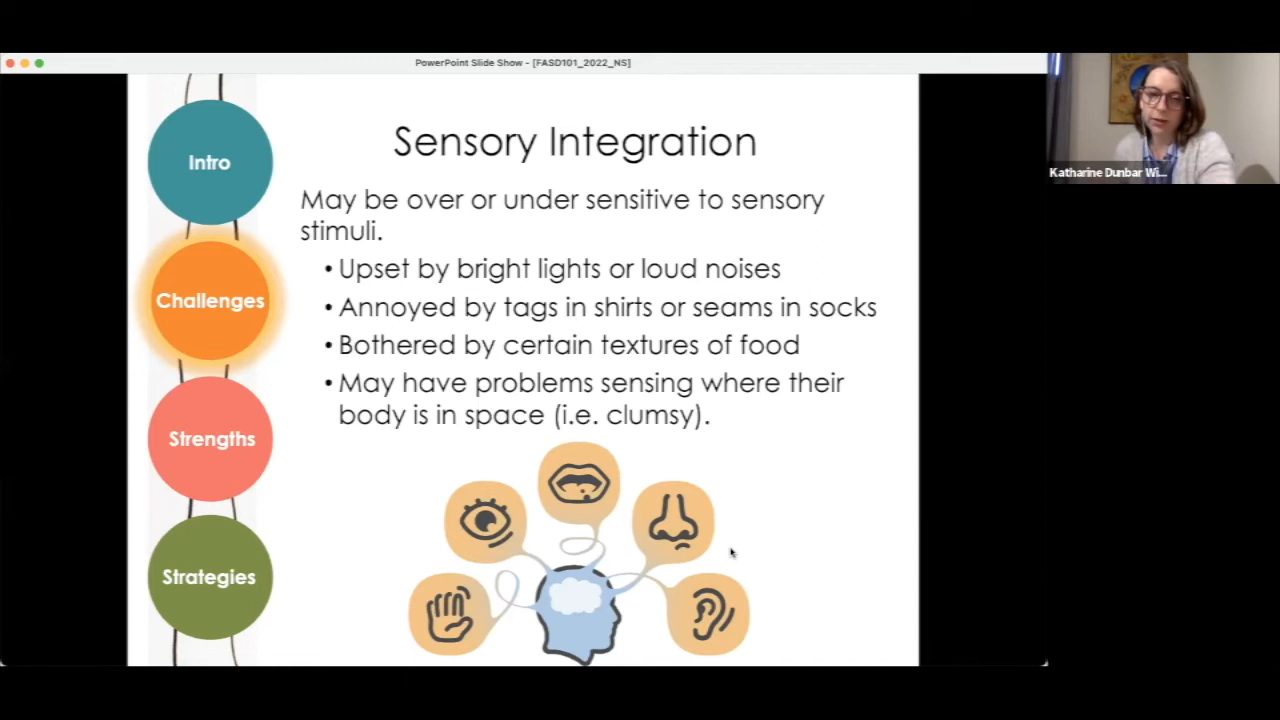 PowerPoint Slide Show - [FASD101_2022_NS]
Intro
Challenges
Strengths
Strategies
Sensory Integration
May be over or under sensitive to sensory
stimuli.
• Upset by bright lights or loud noises
• Annoyed by tags in shirts or seams in socks
• Bothered by certain textures of food
• May have problems sensing where their
body is in space (i.e. clumsy).
Katharine Dunbar Wi...